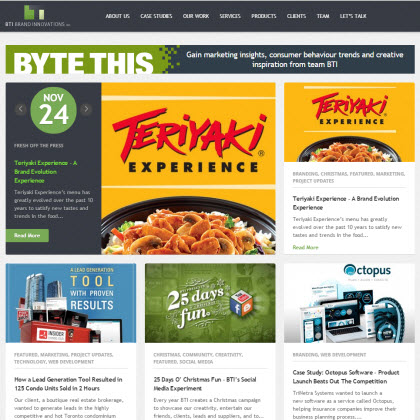 BTI BRAND INNOVATIONS INC.
ABOUT US CASE STUDIES OUR WORK SERVICES PRODUCTS CLIENTS TEAM LET'S TALK
BYTE THIS
Gain marketing insights, consumer behaviour trends and creative
inspiration from team BTI
NOV
24
FRESH OFF THE PRESS
Teriyaki Experience - A
Brand Evolution
Experience
Teriyaki Experience's menu has
greatly evolved over the past 10
years to satisfy new tastes and
trends in the food...
Read More
TERIYAKI
EXPERIENCE
TERIYAKI
EXPERIENCE
BRANDING, CHRISTMAS, FEATURED, MARKETING,
PROJECT UPDATES
Teriyaki Experience - A Brand Evolution
Experience
Teriyaki Experience's menu has greatly
evolved over the past 10 years to satisfy new
tastes and trends in the food...
Read More
A LEAD GENERATION
TOOL
WITH PROVEN
RESULTS
FEATURED, MARKETING, PROJECT UPDATES,
TECHNOLOGY, WEB DEVELOPMENT
How a Lead Generation Tool Resulted in
125 Condo Units Sold in 2 Hours
Our client, a boutique real estate brokerage,
wanted to generate leads in the highly
competitive and hot Toronto condominium
25 days
of
fun.
CHRISTMAS, COMMUNITY, CREATIVITY,
FEATURED, SOCIAL MEDIA
25 Days O' Christmas Fun - BTI's Social
Media Experiment
Every year BTI creates a Christmas campaign
to showcase our creativity, entertain our
friends, clients, leads and suppliers, and to...
Octopus
BRANDING, WEB DEVELOPMENT
Case Study: Octopus Software - Product
Launch Beats Out The Competition
TriMetrix Systems wanted to launch a
new software as a service called Octopus,
helping insurance companies improve their
business planning process...